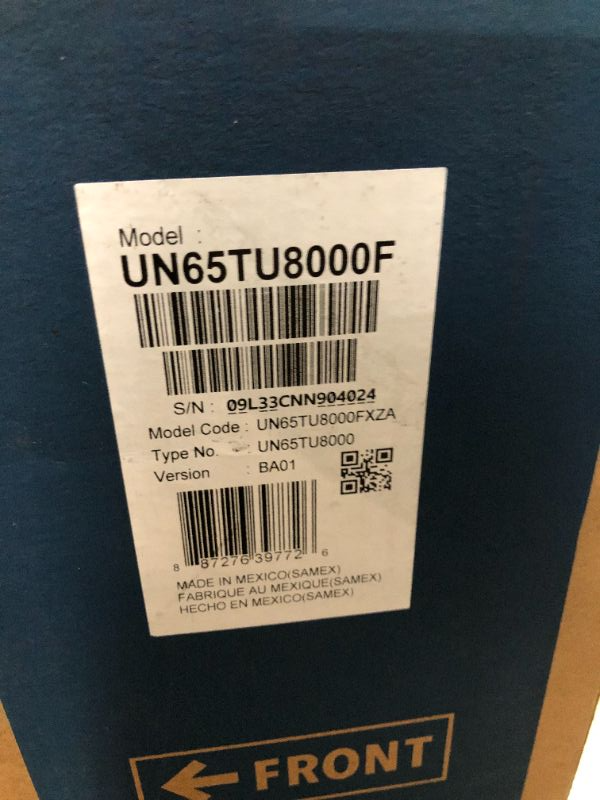 Model :
UN65TU8000F
S/N : 09L33CNN904024
Model Code : UN65TU8000FXZA
Type No. : UN65TU8000
Version : BA01
8 87276 39772 6
MADE IN MEXICO(SAMEX)
FABRIQUE AU MEXIQUE(SAMEX)
HECHO EN MEXICO(SAMEX)
← FRONT